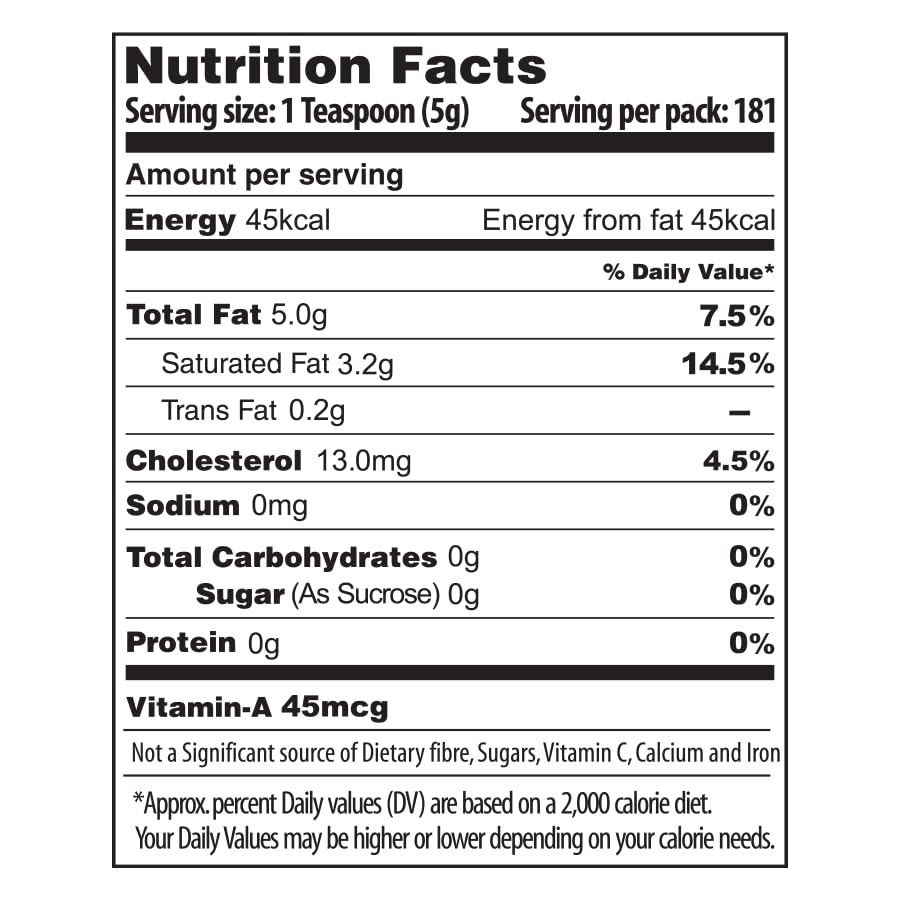 Nutrition Facts
Serving size: 1 Teaspoon (5g) Serving per pack: 181
Amount per serving
Energy 45kcal Energy from fat 45kcal
% Daily Value*
Total Fat 5.0g 7.5%
Saturated Fat 3.2g 14.5%
Trans Fat 0.2g –
Cholesterol 13.0mg 4.5%
Sodium 0mg 0%
Total Carbohydrates 0g 0%
Sugar (As Sucrose) 0g 0%
Protein 0g 0%
Vitamin-A 45mcg
Not a Significant source of Dietary fibre, Sugars, Vitamin C, Calcium and Iron
*Approx. percent Daily values (DV) are based on a 2,000 calorie diet.
Your Daily Values may be higher or lower depending on your calorie needs.